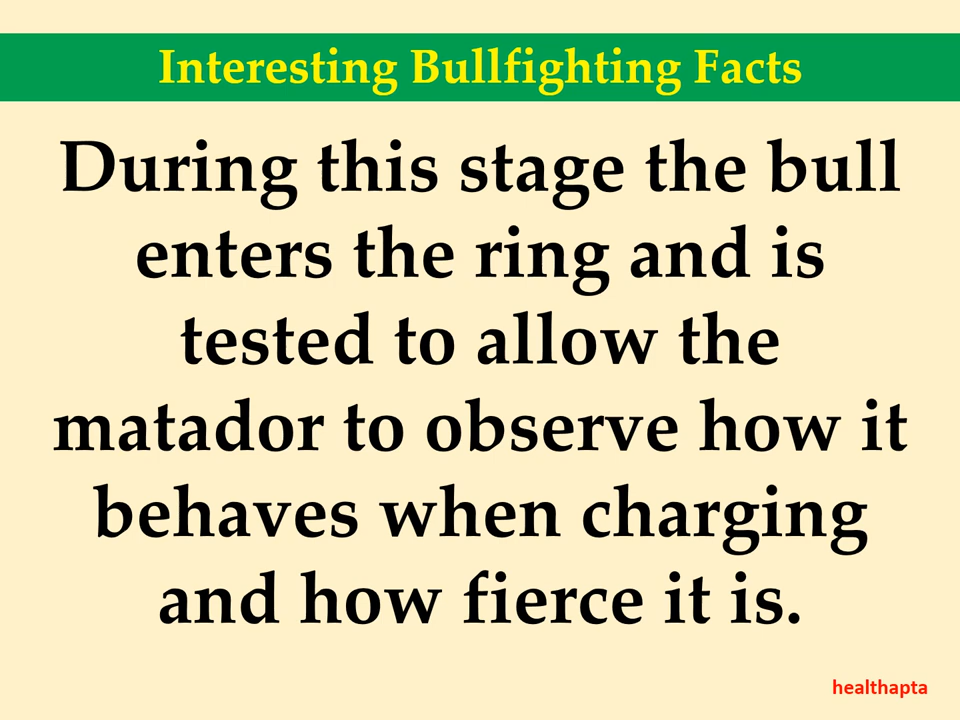 Interesting Bullfighting Facts
During this stage the bull
enters the ring and is
tested to allow the
matador to observe how it
behaves when charging
and how fierce it is.
healthapta